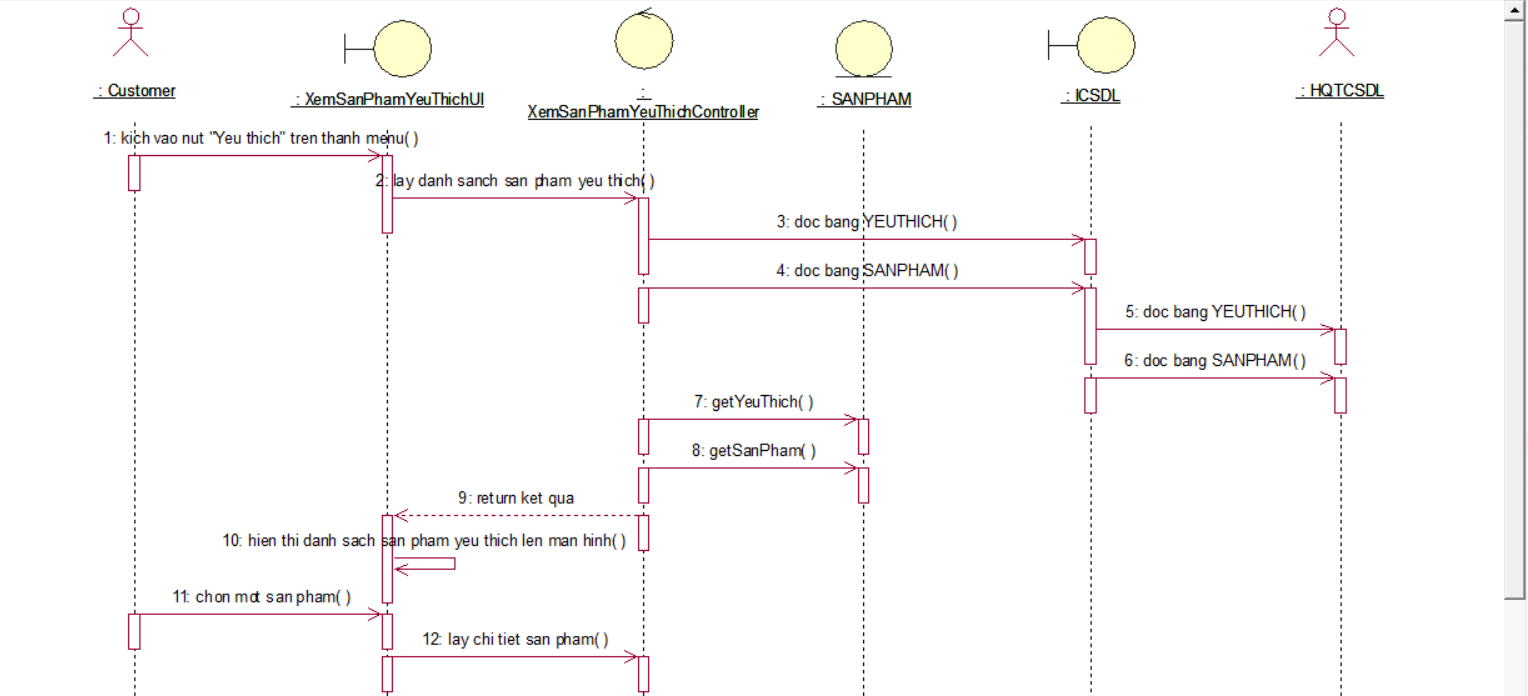 : Customer
: XemSanPhamYeuThichUI
:
XemSanPhamYeuThichController
: SANPHAM
: ICSDL
: HQTCSDL
1: kich vao nut "Yeu thich" tren thanh menu( )
2: lay danh sanch san pham yeu thich( )
3: doc bang YEUTHICH( )
4: doc bang SANPHAM( )
5: doc bang YEUTHICH( )
6: doc bang SANPHAM( )
7: getYeuThich( )
8: getSanPham( )
9: return ket qua
10: hien thi danh sach san pham yeu thich len man hinh( )
11: chon mot san pham( )
12: lay chi tiet san pham( )